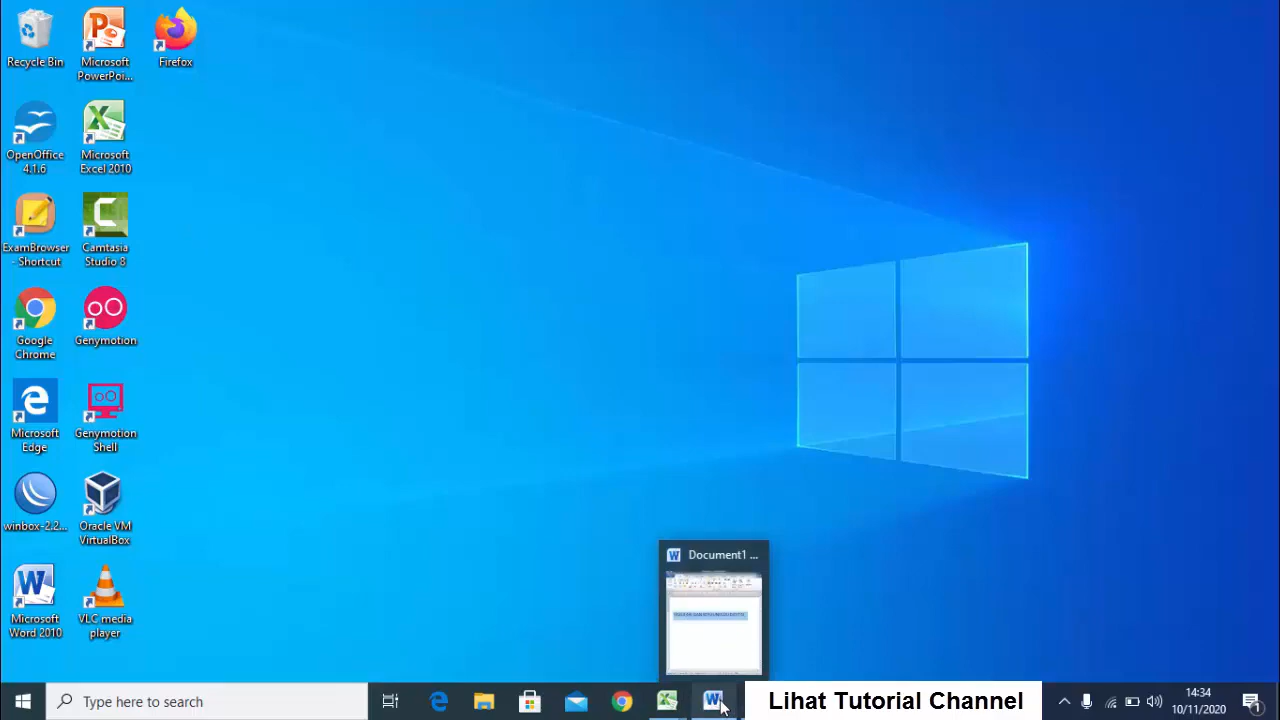 Recycle Bin
Microsoft
PowerPoi...
Firefox
OpenOffice
4.1.6
Microsoft
Excel 2010
ExamBrowser
- Shortcut
Camtasia
Studio 8
Google
Chrome
Genymotion
Microsoft
Edge
Genymotion
Shell
winbox-2.2...
Oracle VM
VirtualBox
Microsoft
Word 2010
VLC media
player
Document1 ...
Type here to search
Lihat Tutorial Channel
14:34
10/11/2020
1